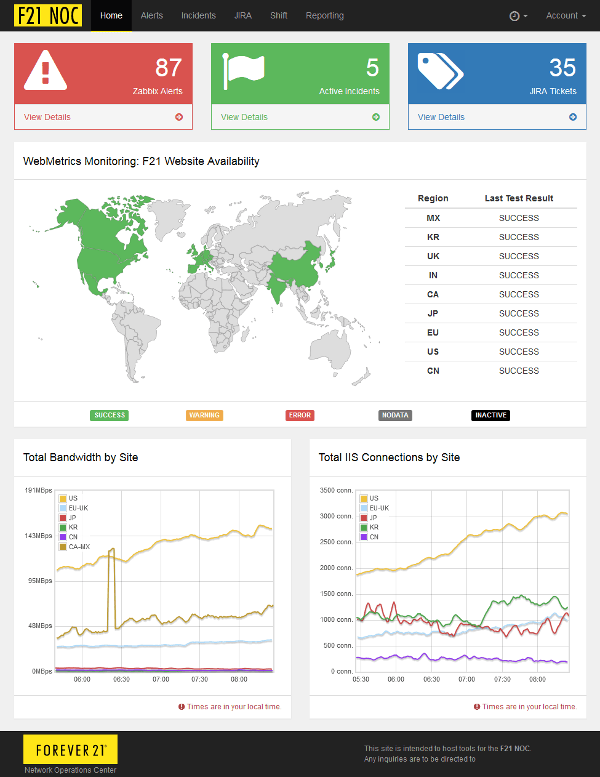 F21 NOC Home Alerts Incidents JIRA Shift Reporting Account
87
Zabbix Alerts
View Details
5
Active Incidents
View Details
35
JIRA Tickets
View Details
WebMetrics Monitoring: F21 Website Availability
Region Last Test Result
MX SUCCESS
KR SUCCESS
UK SUCCESS
IN SUCCESS
CA SUCCESS
JP SUCCESS
EU SUCCESS
US SUCCESS
CN SUCCESS
SUCCESS WARNING ERROR NODATA INACTIVE
Total Bandwidth by Site
191MBps
143MBps
95MBps
48MBps
0MBps
US
EU-UK
JP
KR
CN
CA-MX
06:00 06:30 07:00 07:30 08:00
Times are in your local time.
Total IIS Connections by Site
3500 conn.
3000 conn.
2500 conn.
2000 conn.
1500 conn.
1000 conn.
500 conn.
0 conn.
US
EU-UK
JP
KR
CN
05:30 06:00 06:30 07:00 07:30 08:00
Times are in your local time.
FOREVER 21
Network Operations Center
This site is intended to host tools for the F21 NOC.
Any inquiries are to be directed to